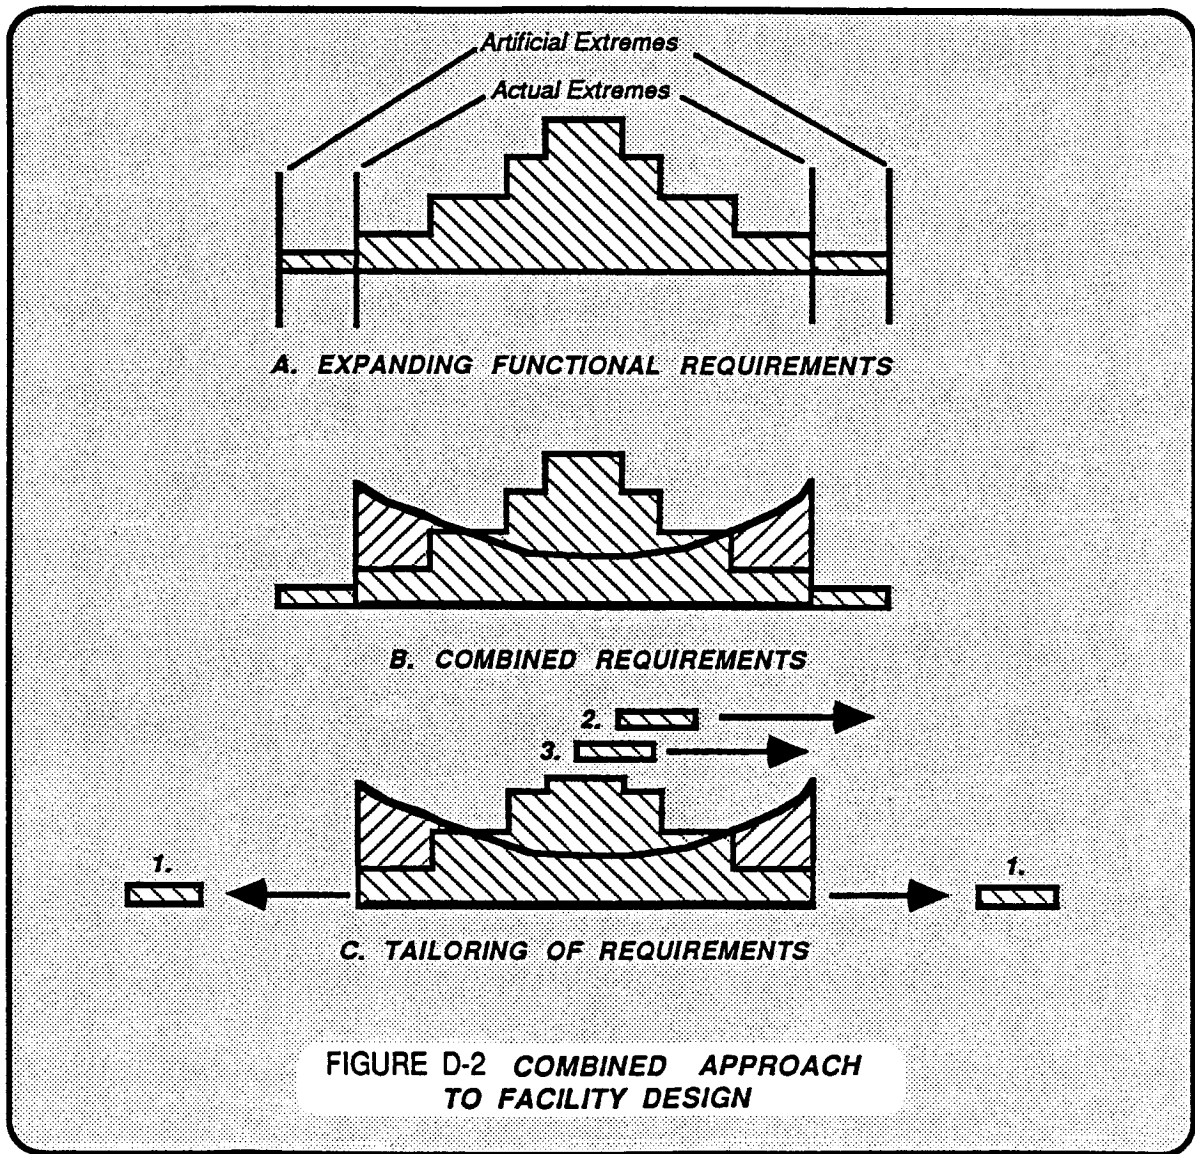 Artificial Extremes
Actual Extremes
A. EXPANDING FUNCTIONAL REQUIREMENTS
B. COMBINED REQUIREMENTS
2.
3.
1.
1.
C. TAILORING OF REQUIREMENTS
FIGURE D-2 COMBINED APPROACH
TO FACILITY DESIGN